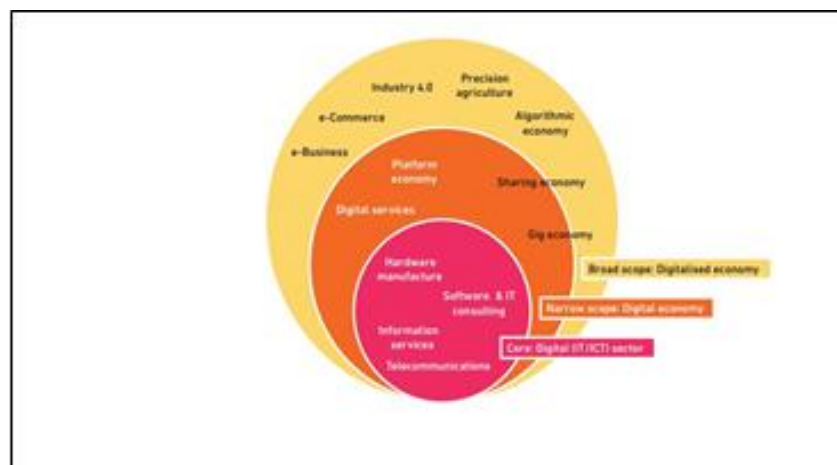 Industry 4.0
Precision
agriculture
e-Commerce
Algorithmic
economy
e-Business
Platform
economy
Sharing economy
Digital services
Gig economy
Hardware
manufacture
Broad scope: Digitalised economy
Software & IT
consulting
Narrow scope: Digital economy
Information
services
Core: Digital (IT/ICT) sector
Telecommunications